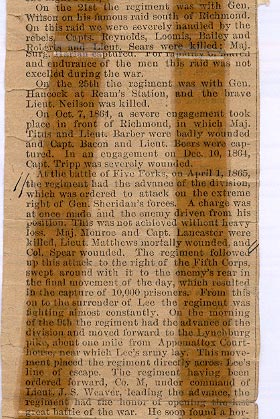 On the 21st the regiment was with Gen.
Wilson on his famous raid south of Richmond.
On this raid we were severely handled by the
rebels. Capts. Reynolds, Loomis, Bailey and
Roberts and Lieut. Sears were killed; Maj.
Surg. captured. For
and endurance of the men this raid was not
excelled during the war.
On the 25th the regiment was with Gen.
Hancock at Ream's Station, and the brave
Lieut. Neilson was killed.
On Oct. 7, 1864, a severe engagement took
place in front of Richmond, in which Maj.
Titus and Lieut. Barber were badly wounded
and Capt. Bacon and Lieut. Beers were cap-
tured. In an engagement on Dec. 10, 1864,
Capt. Tripp was severely wounded.
At the battle of Five Forks, on April 1, 1865,
the regiment had the advance of the division,
which was ordered to attack on the extreme
right of Gen. Sheridan's forces. A charge was
at once made and the enemy driven from his
position. This was not achieved without heavy
loss. Maj. Monroe and Capt. Lancaster were
killed, Lieut. Matthews mortally wounded, and
Col. Spear wounded. The regiment followed
up this attack to the right of the Fifth Corps,
swept around with it to the enemy's rear in
the final movement of the day, which resulted
in the capture of 10,000 prisoners. From this
on to the surrender of Lee the regiment was
fighting almost constantly. On the morning
of the 9th the regiment had the advance of the
division and moved forward to the Lynchburg
pike, about one mile from Appomattox Court-
house, near which Lee's army lay. This move-
ment placed the regiment directly across Lee's
line of escape. The regiment having been
ordered forward, Co. M, under command of
Lieut. J. S. Weaver, leading the advance, the
regiment had the honor of opening the
great battle of the war. He soon found a hor-